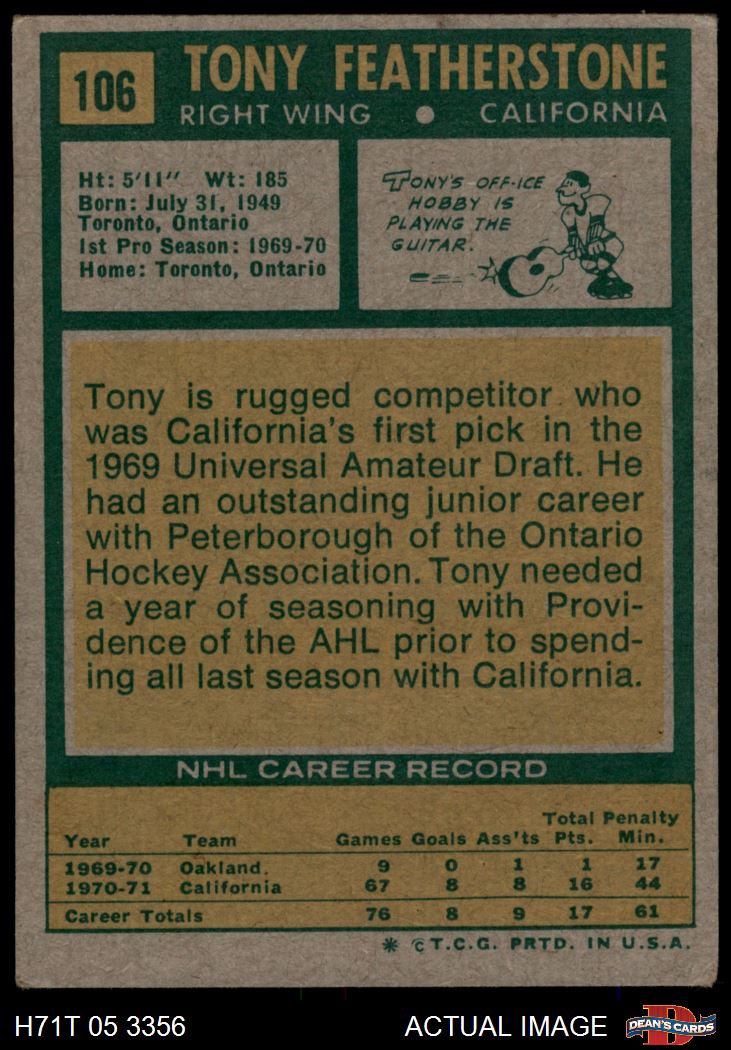 106
TONY FEATHERSTONE
RIGHT WING • CALIFORNIA
Ht: 5'11" Wt: 185
Born: July 31, 1949
Toronto, Ontario
1st Pro Season: 1969-70
Home: Toronto, Ontario
TONY'S OFF-ICE
HOBBY IS
PLAYING THE
GUITAR.
Tony is rugged competitor who
was California's first pick in the
1969 Universal Amateur Draft. He
had an outstanding junior career
with Peterborough of the Ontario
Hockey Association. Tony needed
a year of seasoning with Provi-
dence of the AHL prior to spend-
ing all last season with California.
NHL CAREER RECORD
Total Penalty
Year Team Games Goals Ass'ts Pts. Min.
1969-70 Oakland. 9 0 1 1 17
1970-71 California 67 8 8 16 44
Career Totals 76 8 9 17 61
* ©T.C.G. PRTD. IN U.S.A.
H71T 05 3356 ACTUAL IMAGE DEAN'S CARDS